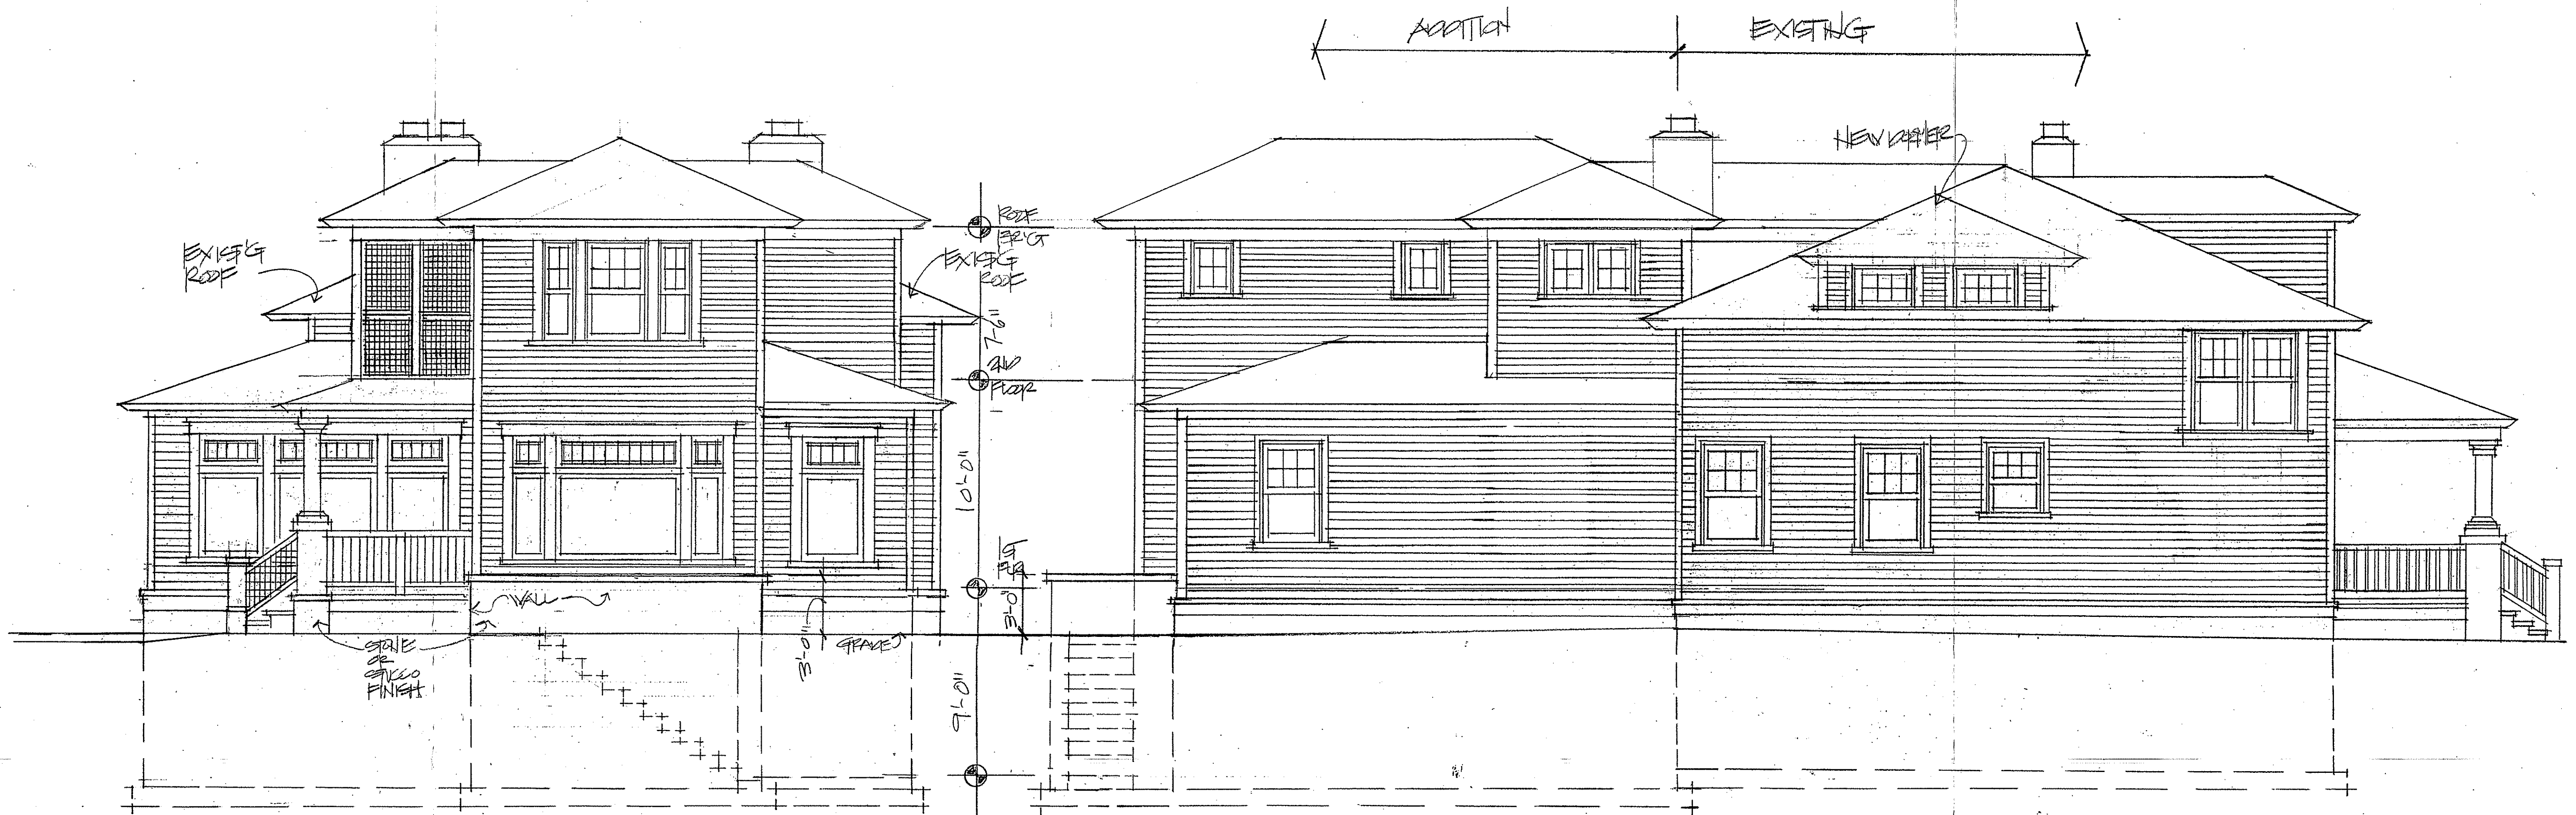 ADDITION
EXISTING
NEW DORMER
EXIST'G
ROOF
ROOF
BR'G
EXIST'G
ROOF
7'-6"
2ND
FLOOR
10'-0"
1ST
FLR
3'-0"
WALL
STONE
OR
STUCCO
FINISH
3'-0"
GRADE
9'-0"